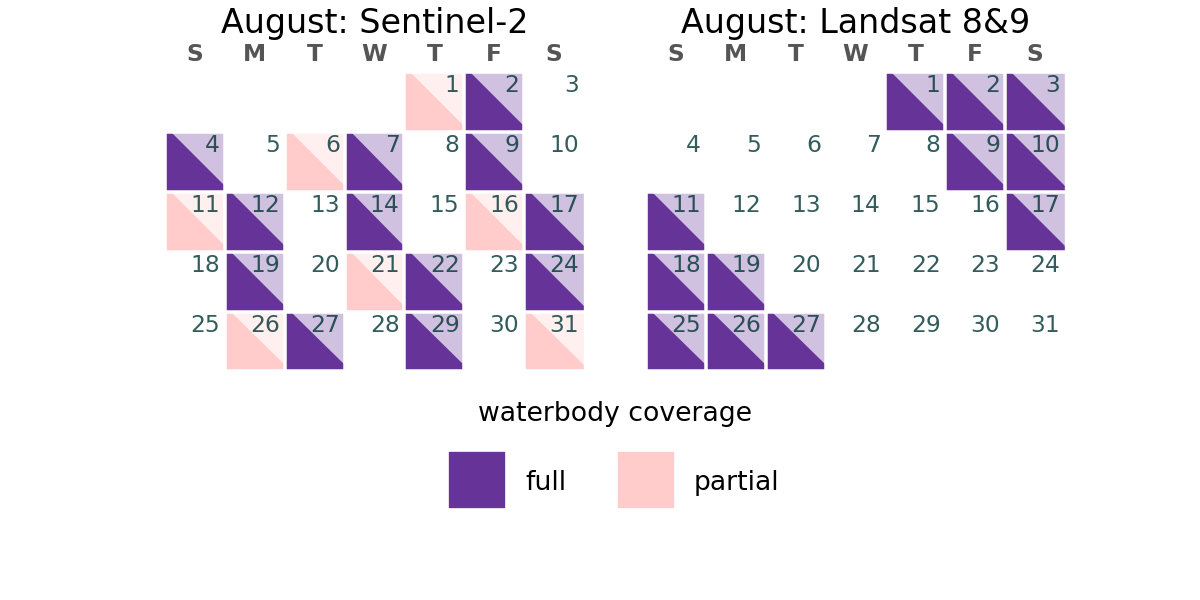 August: Sentinel-2
S M T W T F S
1 2 3
4 5 6 7 8 9 10
11 12 13 14 15 16 17
18 19 20 21 22 23 24
25 26 27 28 29 30 31
August: Landsat 8&9
S M T W T F S
1 2 3
4 5 6 7 8 9 10
11 12 13 14 15 16 17
18 19 20 21 22 23 24
25 26 27 28 29 30 31
waterbody coverage
full partial